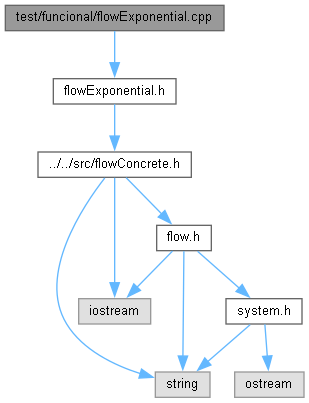 test/funcional/flowExponential.cpp
flowExponential.h
../../src/flowConcrete.h
flow.h
iostream
system.h
string
ostream